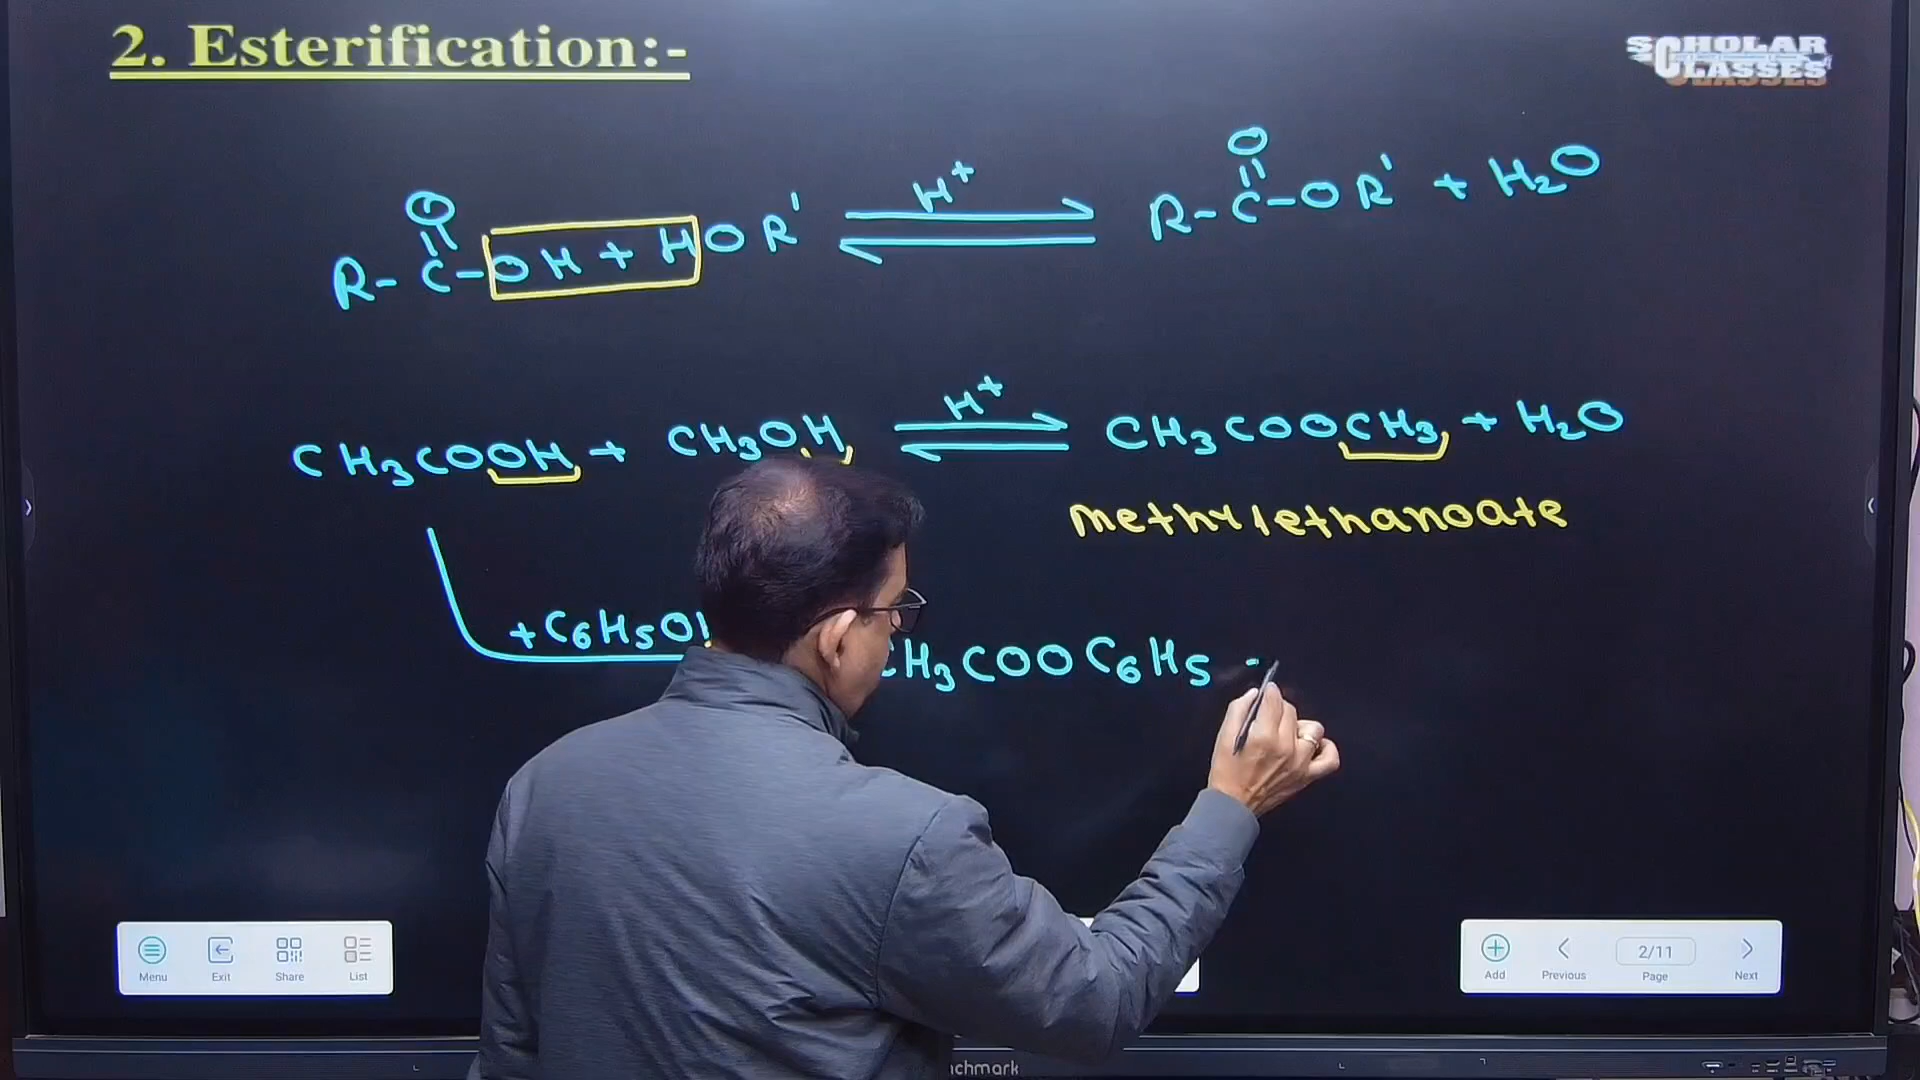 2. Esterification:-
SCHOLAR
CLASSES
R-C(=O)-OH + HOR' ⇌[H⁺] R-C(=O)-OR' + H₂O
CH₃COOH + CH₃OH ⇌[H⁺] CH₃COOCH₃ + H₂O
methylethanoate
+C₆H₅O
CH₃COOC₆H₅
Menu Exit Share List
Add Previous 2/11 Page Next